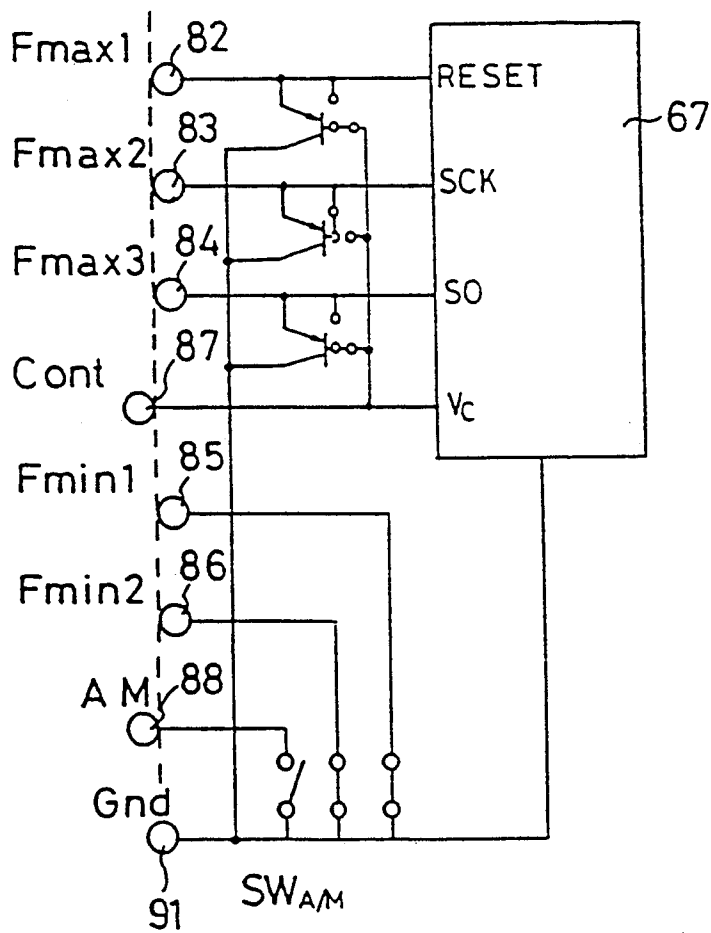 Fmax1 82
RESET
67
Fmax2 83
SCK
Fmax3 84
SO
Cont 87
Vc
Fmin1 85
Fmin2 86
AM 88
Gnd
91
SWA/M